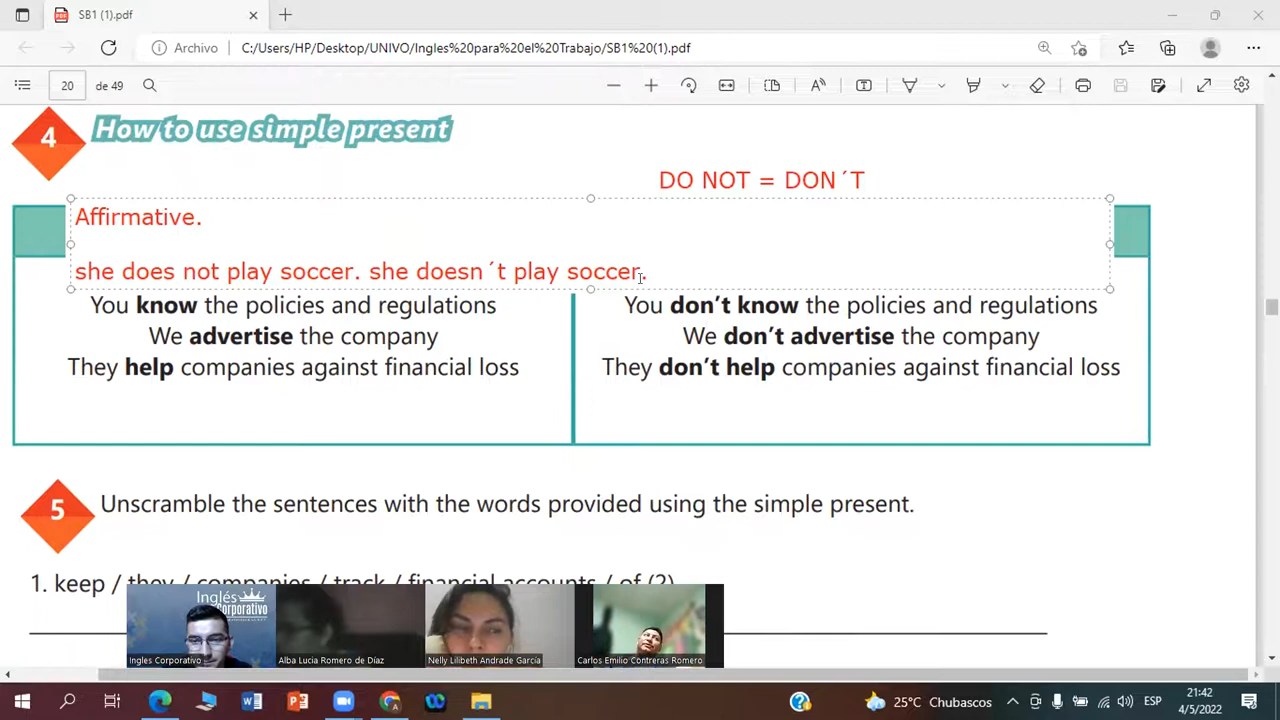 SB1 (1).pdf
Archivo
C:/Users/HP/Desktop/UNIVO/Ingles%20para%20el%20Trabajo/SB1%20(1).pdf
20 de 49
4 How to use simple present
DO NOT = DON´T
Affirmative.
she does not play soccer. she doesn´t play soccer.
You know the policies and regulations
You don’t know the policies and regulations
We advertise the company
We don’t advertise the company
They help companies against financial loss
They don’t help companies against financial loss
5 Unscramble the sentences with the words provided using the simple present.
1. keep / they / companies / track / financial accounts / of (2)
Inglés
Corporativo
Ingles Corporativo
Alba Lucia Romero de Díaz
Nelly Lilibeth Andrade García
Carlos Emilio Contreras Romero
25°C Chubascos
ESP
21:42
4/5/2022